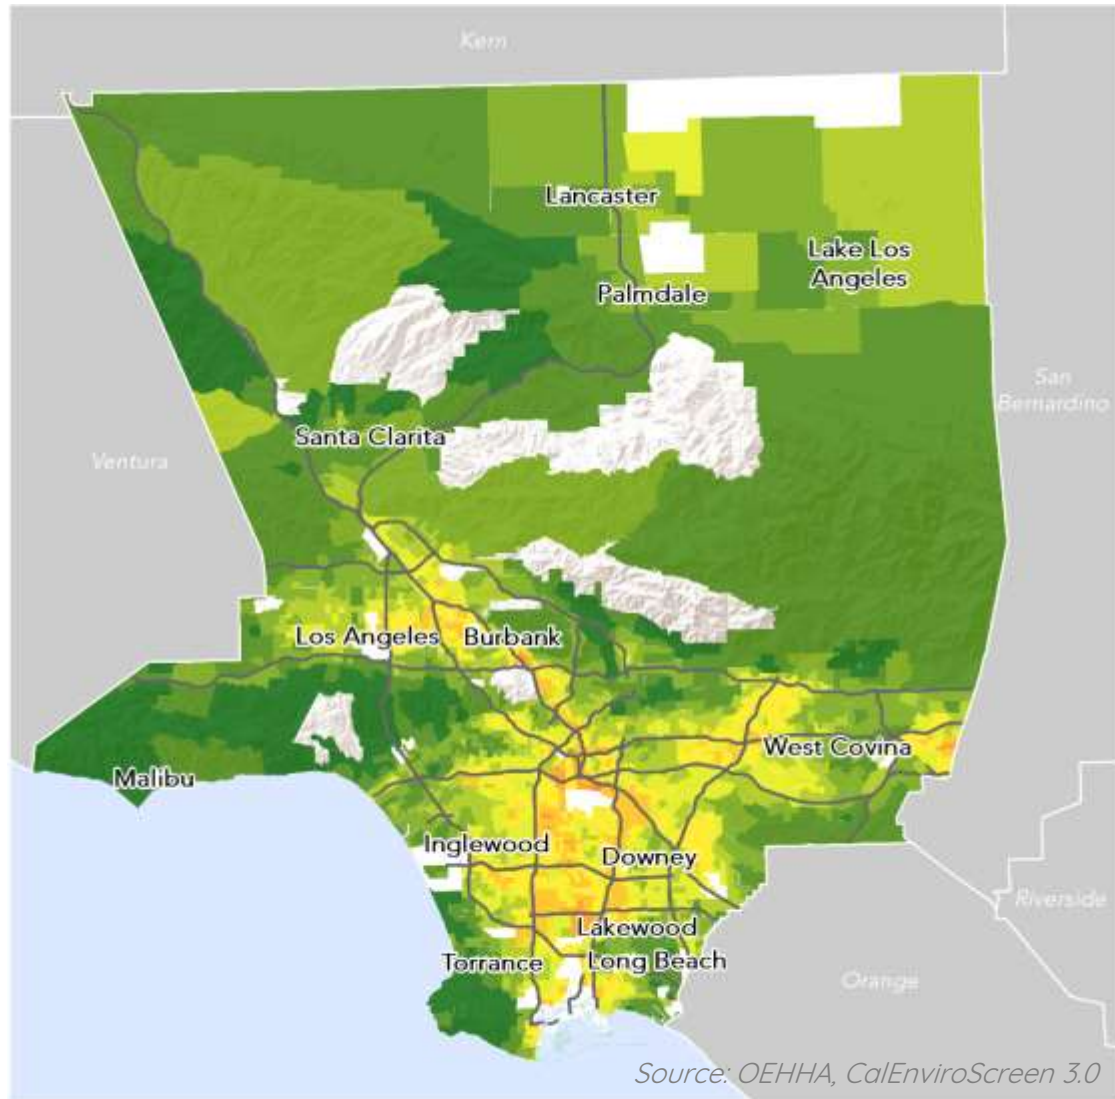 Kern
Lancaster
Lake Los
Angeles
Palmdale
San
Bernardino
Santa Clarita
Ventura
Los Angeles
Burbank
West Covina
Malibu
Inglewood
Downey
Riverside
Lakewood
Torrance
Long Beach
Orange
Source: OEHHA, CalEnviroScreen 3.0